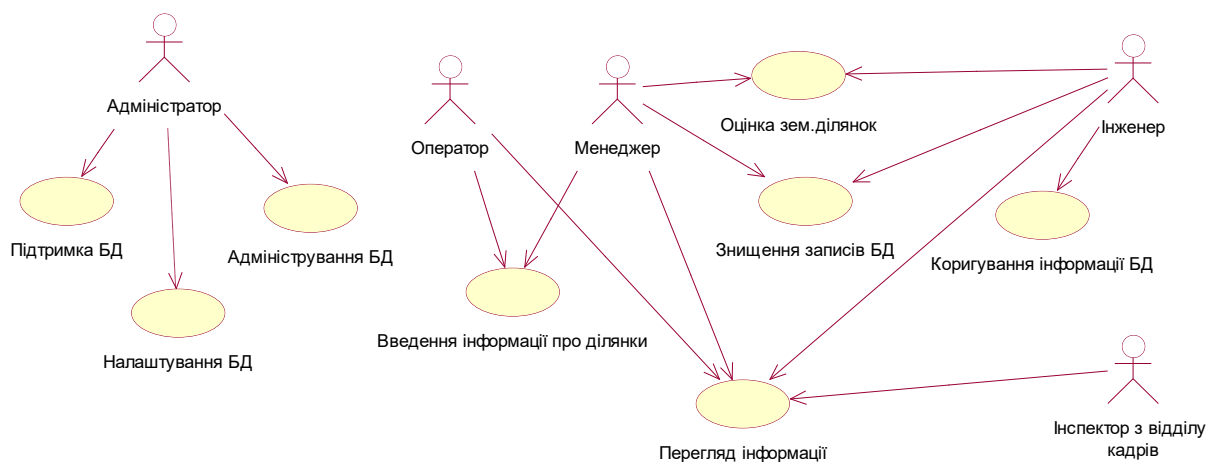 Адміністратор
Оператор
Менеджер
Оцінка зем.ділянок
Інженер
Підтримка БД
Адміністрування БД
Знищення записів БД
Коригування інформації БД
Налаштування БД
Введення інформації про ділянки
Перегляд інформації
Інспектор з відділу
кадрів